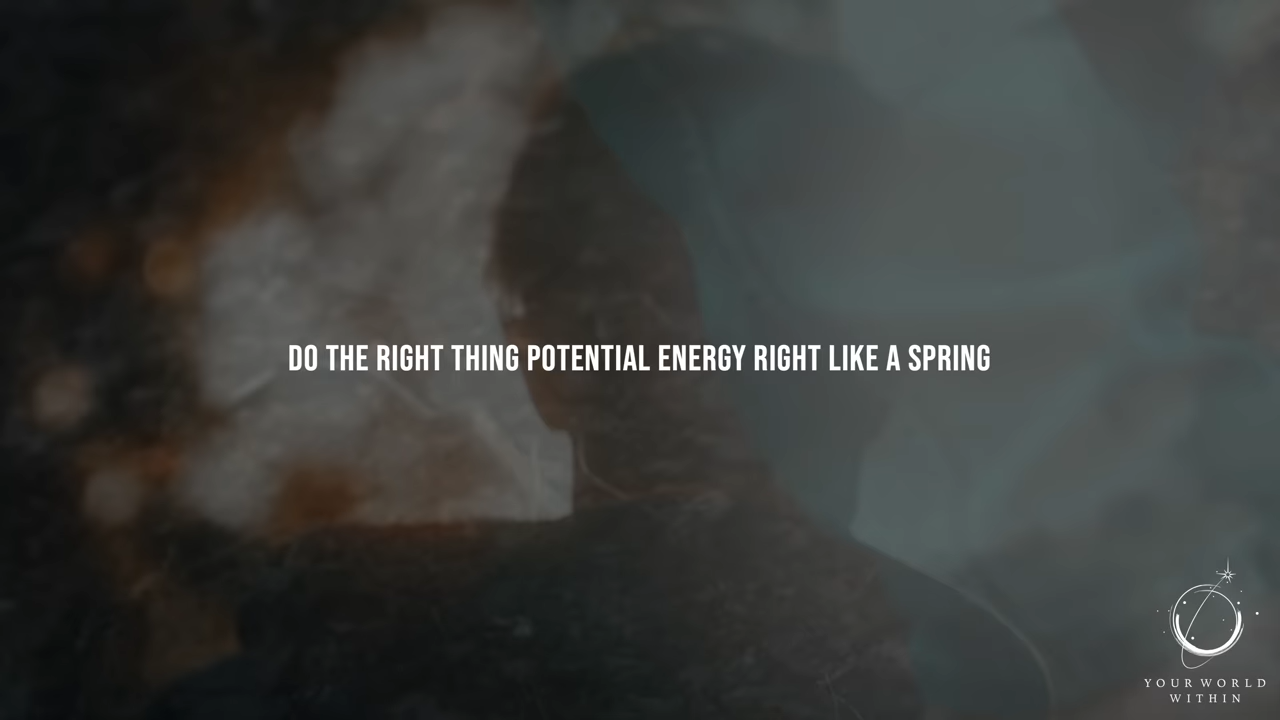 DO THE RIGHT THING POTENTIAL ENERGY RIGHT LIKE A SPRING
YOUR WORLD
WITHIN